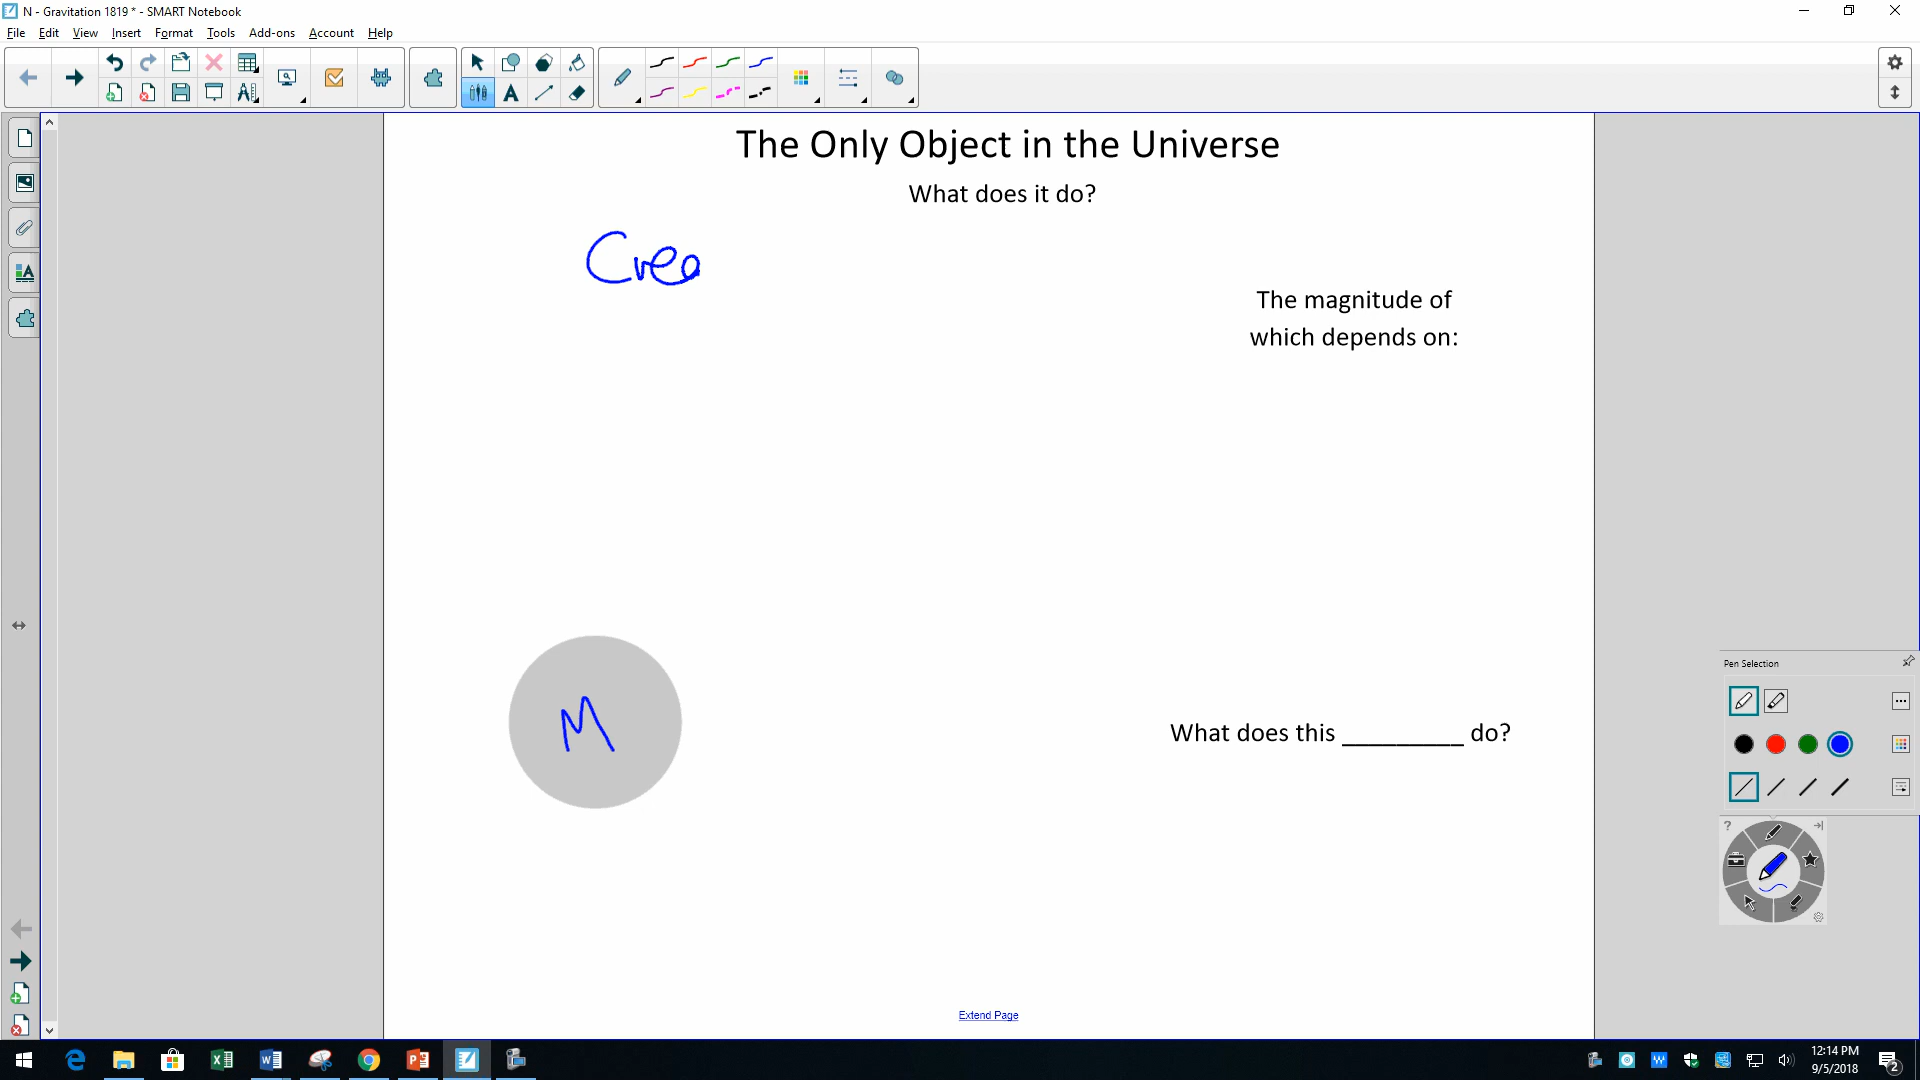 N - Gravitation 1819 * - SMART Notebook
File Edit View Insert Format Tools Add-ons Account Help
The Only Object in the Universe
What does it do?
Crea
The magnitude of
which depends on:
M
What does this _________ do?
Pen Selection
Extend Page
12:14 PM
9/5/2018
2